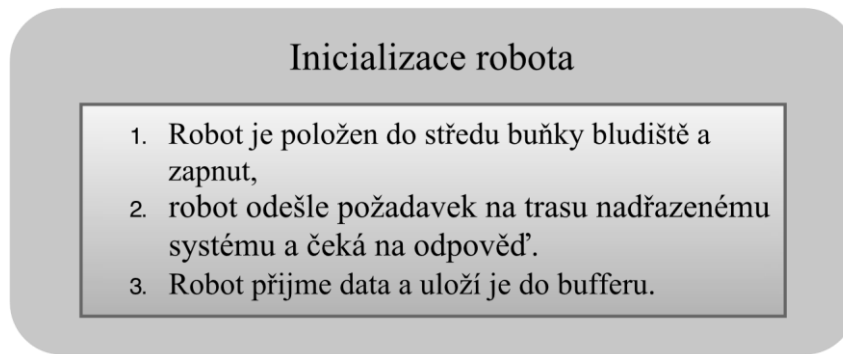 Inicializace robota
1. Robot je položen do středu buňky bludiště a
zapnut,
2. robot odešle požadavek na trasu nadřazenému
systému a čeká na odpověď.
3. Robot přijme data a uloží je do bufferu.